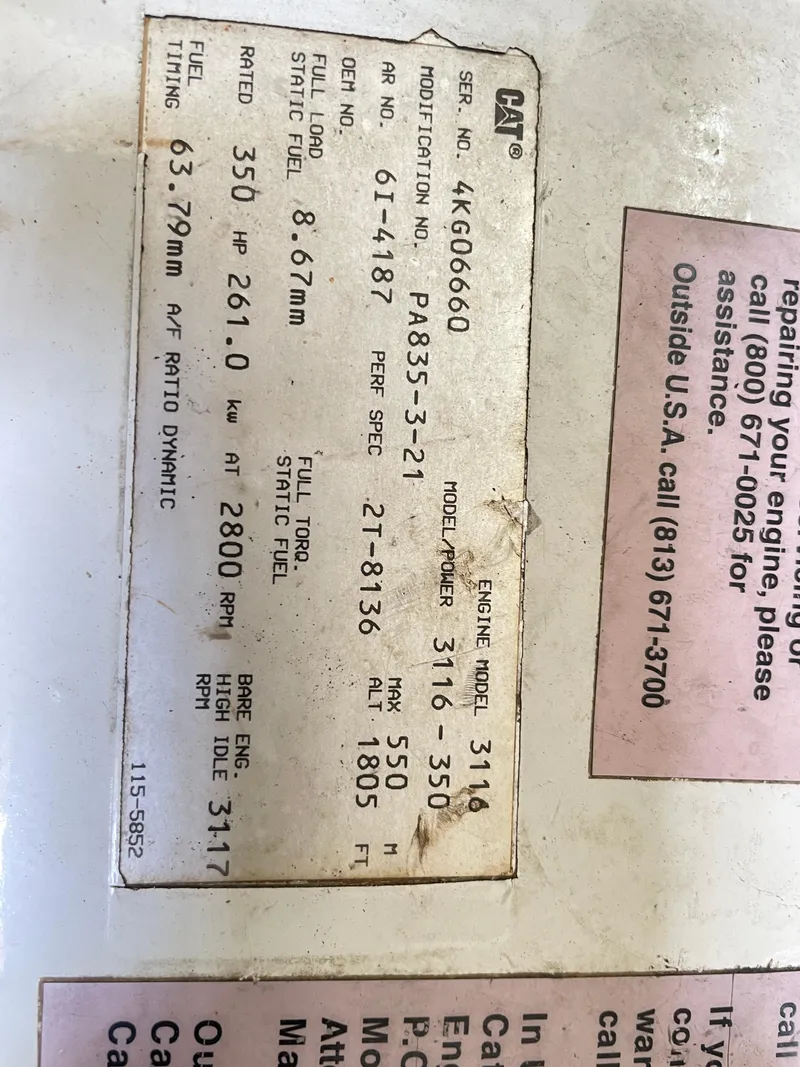 CAT®
ENGINE MODEL 3116
SER. NO. 4KG06660
MODEL/POWER 3116-350
MODIFICATION NO. PA835-3-21
AR NO. 6I-4187 PERF SPEC 2T-8136 MAX ALT 550 M 1805 FT
OEM NO.
FULL LOAD STATIC FUEL 8.67mm FULL TORQ. STATIC FUEL
RATED 350 HP 261.0 kw AT 2800 RPM BARE ENG. HIGH IDLE RPM 3117
FUEL TIMING 63.79mm A/F RATIO DYNAMIC
115-5852
repairing your engine, please
call (800) 671-0025 for
assistance.
Outside U.S.A. call (813) 671-3700
call
If
call
In